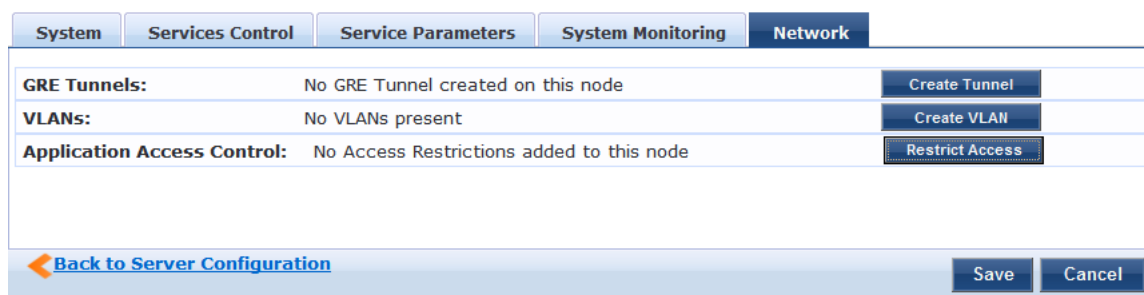 System Services Control Service Parameters System Monitoring Network
GRE Tunnels: No GRE Tunnel created on this node Create Tunnel
VLANs: No VLANs present Create VLAN
Application Access Control: No Access Restrictions added to this node Restrict Access
Back to Server Configuration
Save Cancel